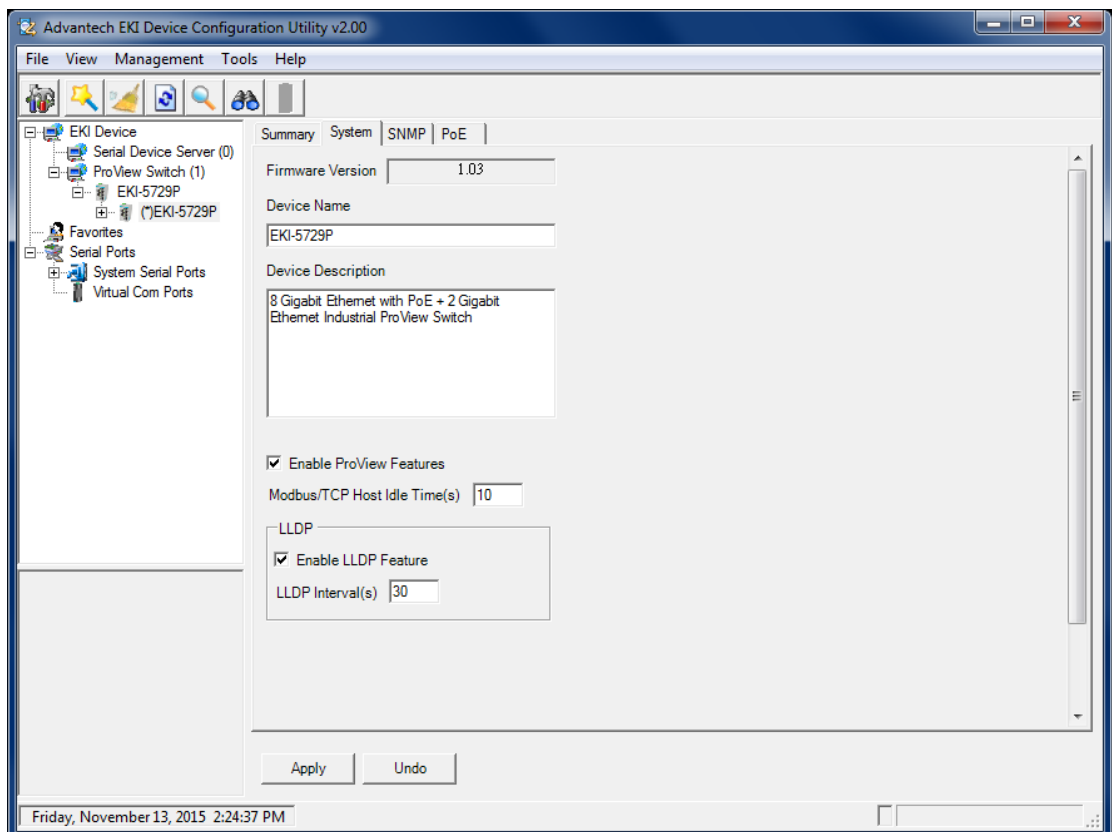 Advantech EKI Device Configuration Utility v2.00
File View Management Tools Help
EKI Device
Serial Device Server (0)
ProView Switch (1)
EKI-5729P
(*)EKI-5729P
Favorites
Serial Ports
System Serial Ports
Virtual Com Ports
Summary System SNMP PoE
Firmware Version 1.03
Device Name
EKI-5729P
Device Description
8 Gigabit Ethernet with PoE + 2 Gigabit
Ethernet Industrial ProView Switch
Enable ProView Features
Modbus/TCP Host Idle Time(s) 10
LLDP
Enable LLDP Feature
LLDP Interval(s) 30
Apply Undo
Friday, November 13, 2015 2:24:37 PM